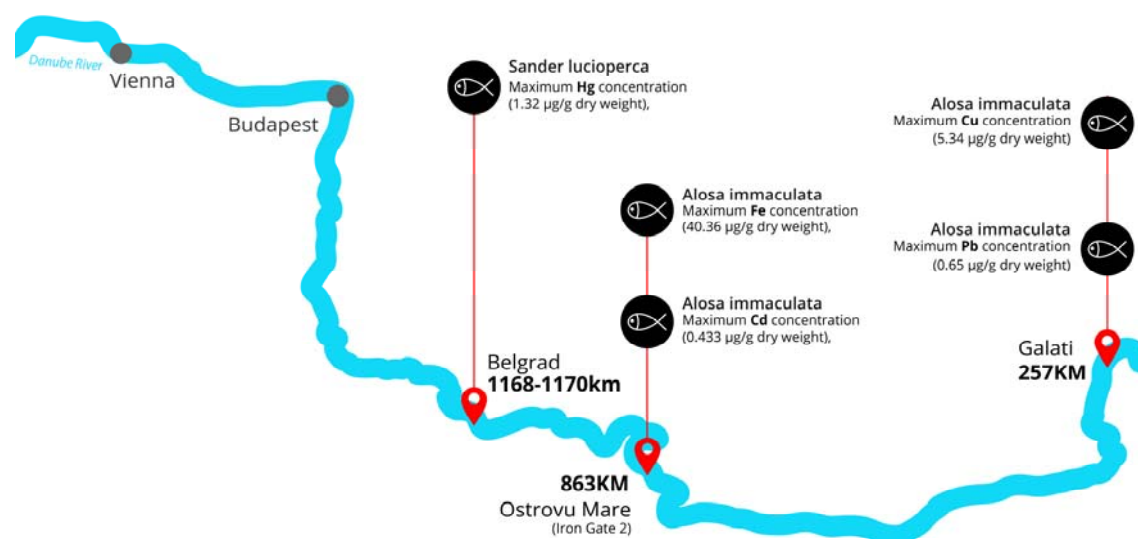 Danube River
Vienna
Budapest
Sander lucioperca
Maximum Hg concentration
(1.32 µg/g dry weight),
Alosa immaculata
Maximum Fe concentration
(40.36 µg/g dry weight),
Alosa immaculata
Maximum Cd concentration
(0.433 µg/g dry weight),
Alosa immaculata
Maximum Cu concentration
(5.34 µg/g dry weight)
Alosa immaculata
Maximum Pb concentration
(0.65 µg/g dry weight)
Belgrad
1168-1170km
863KM
Ostrovu Mare
(Iron Gate 2)
Galati
257KM